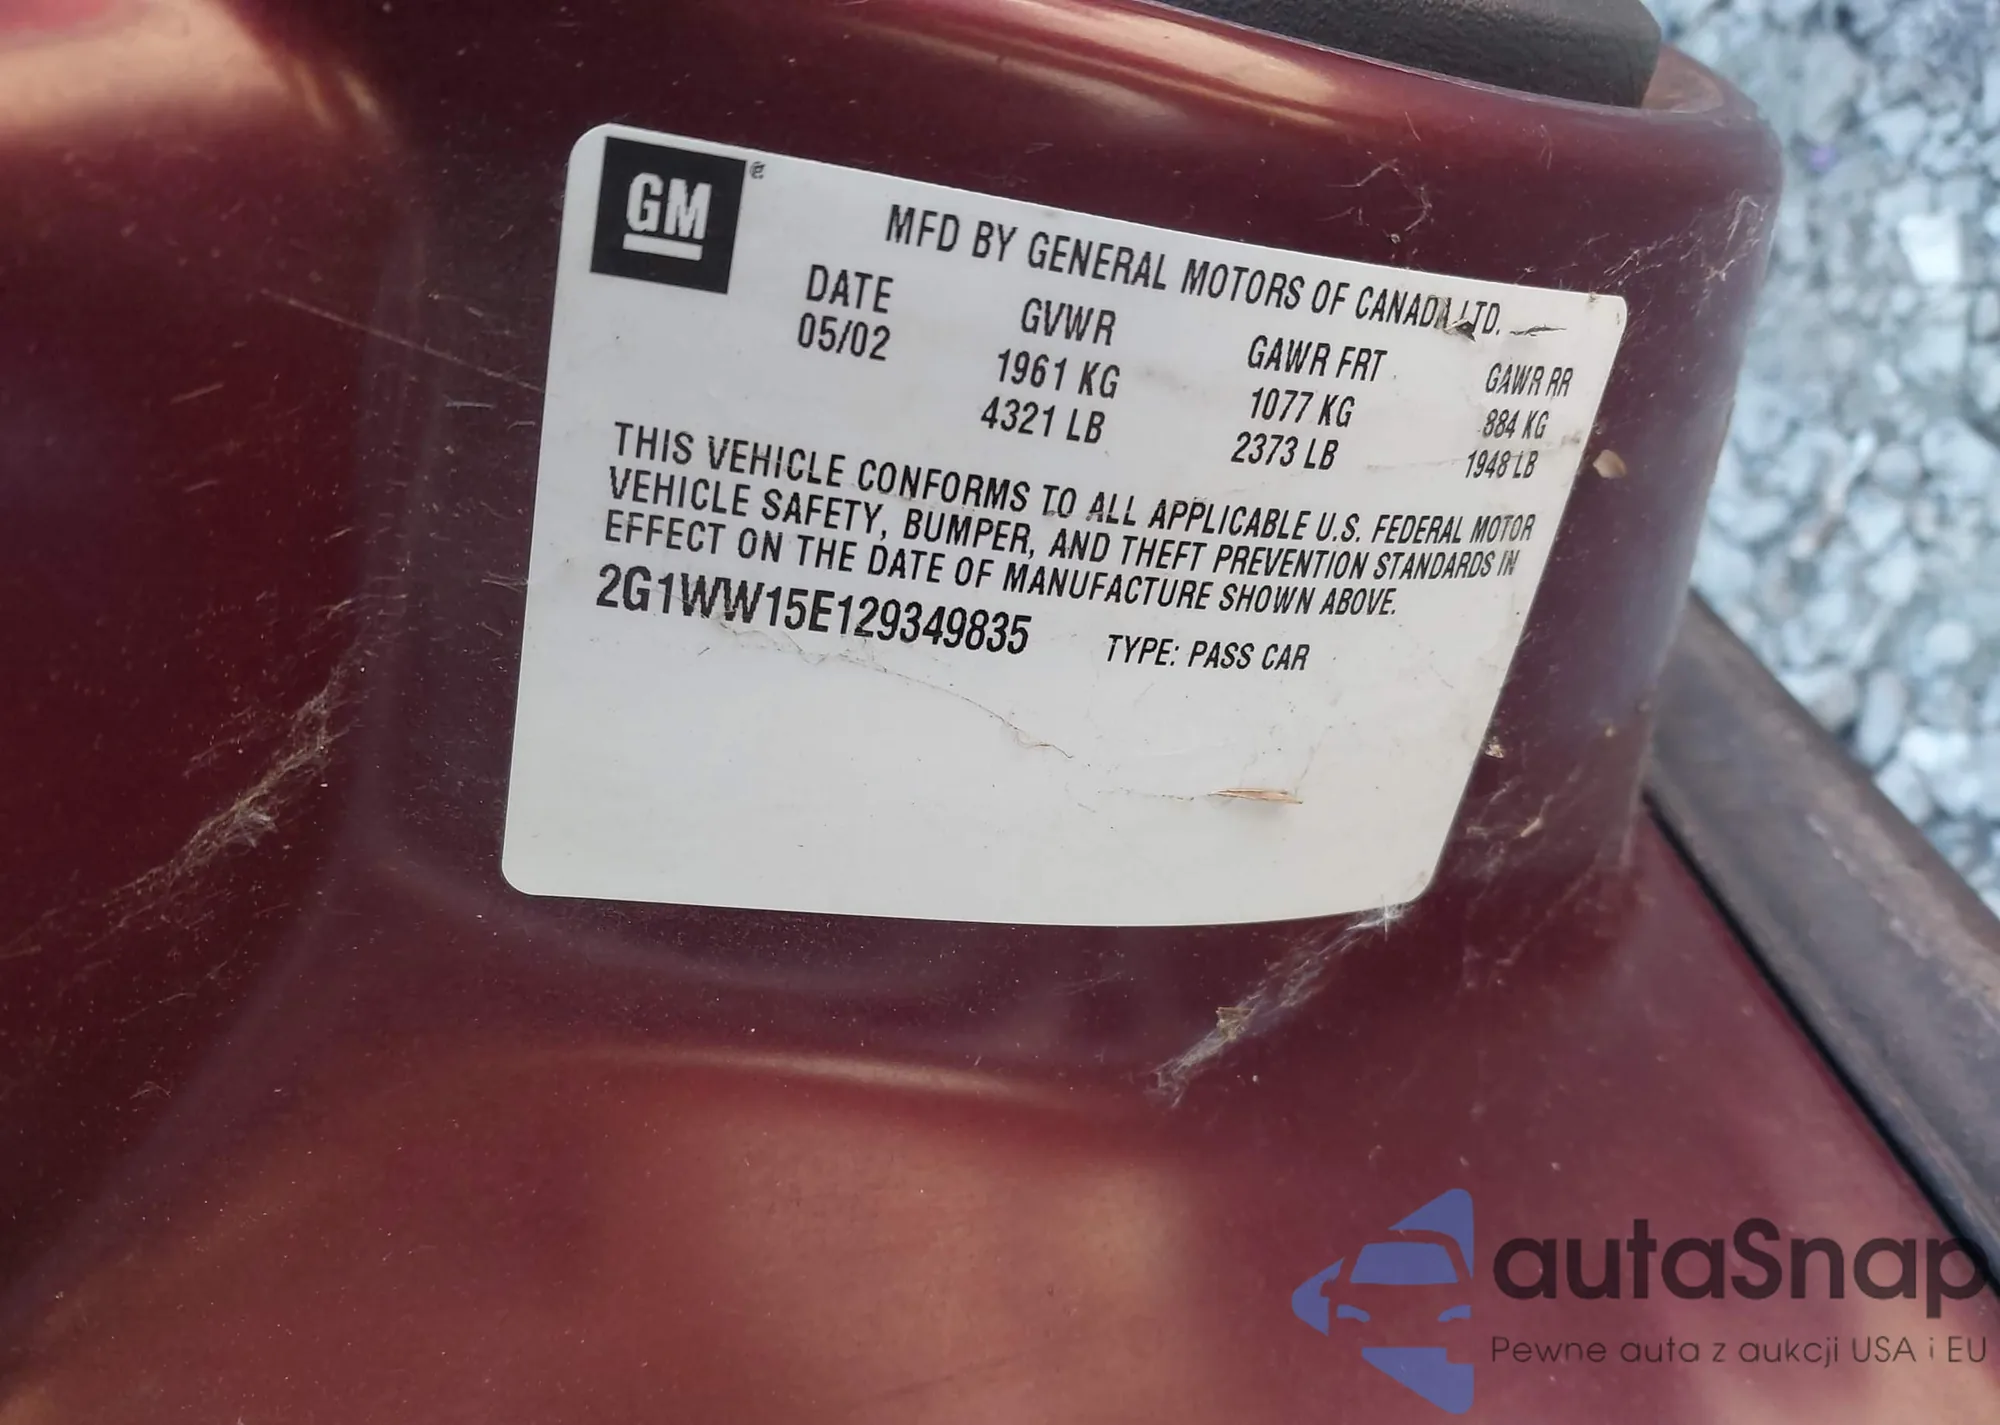 GM ®
MFD BY GENERAL MOTORS OF CANADA LTD.
DATE GVWR GAWR FRT GAWR RR
05/02 1961 KG 1077 KG 884 KG
4321 LB 2373 LB 1948 LB
THIS VEHICLE CONFORMS TO ALL APPLICABLE U.S. FEDERAL MOTOR
VEHICLE SAFETY, BUMPER, AND THEFT PREVENTION STANDARDS IN
EFFECT ON THE DATE OF MANUFACTURE SHOWN ABOVE.
2G1WW15E129349835 TYPE: PASS CAR
autaSnap
Pewne auta z aukcji USA i EU